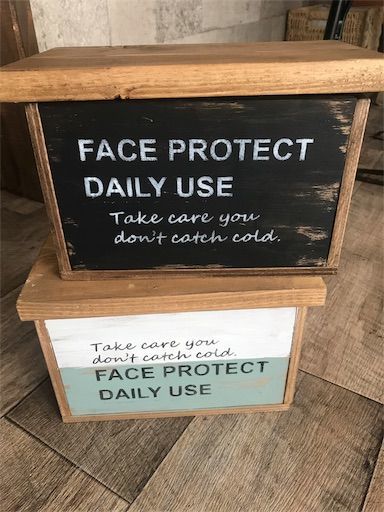 FACE PROTECT
DAILY USE
Take care you
don't catch cold.
Take care you
don't catch cold.
FACE PROTECT
DAILY USE